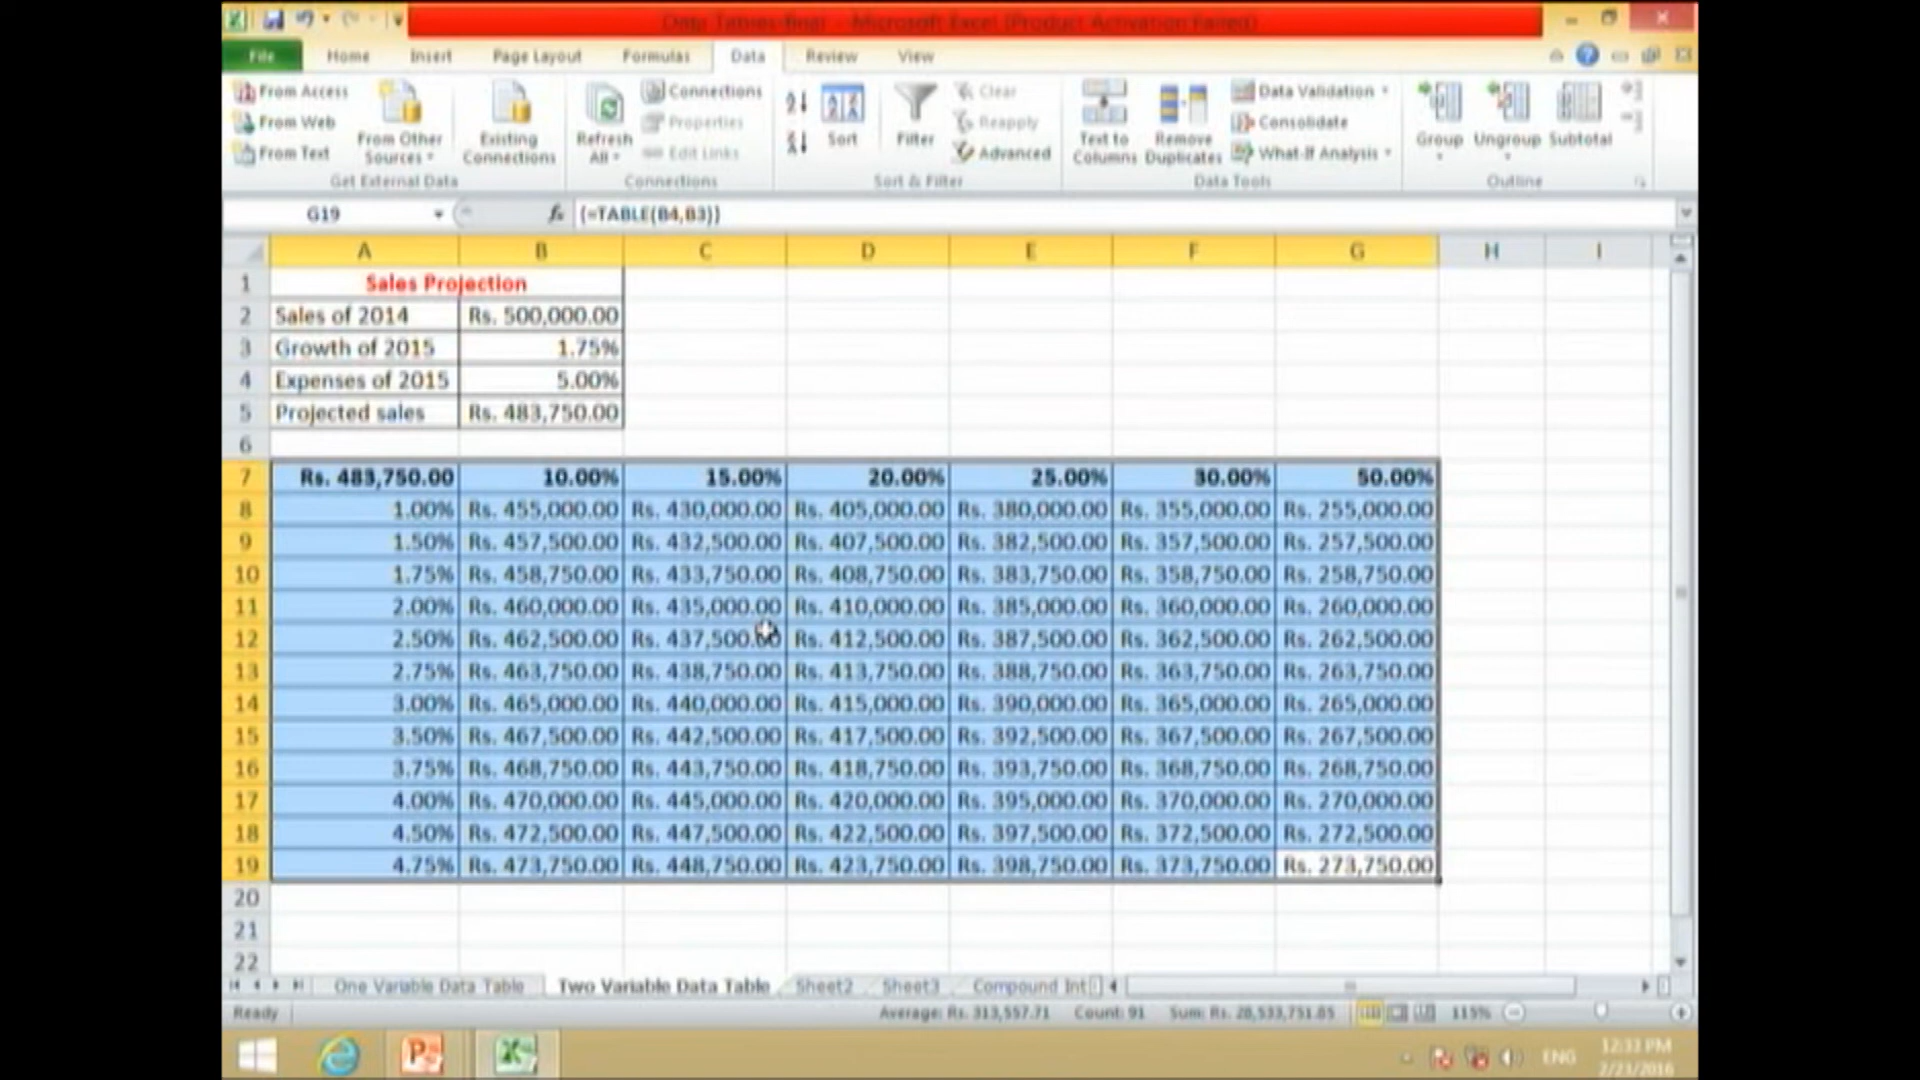 Data Tables-final - Microsoft Excel (Product Activation Failed)
File Home Insert Page Layout Formulas Data Review View
From Access
From Web
From Text
From Other Sources
Get External Data
Existing Connections
Refresh All
Connections
Properties
Edit Links
Connections
Sort
Filter
Clear
Reapply
Advanced
Sort & Filter
Text to Columns
Remove Duplicates
Data Validation
Consolidate
What-If Analysis
Data Tools
Group
Ungroup
Subtotal
Outline
G19 fx {=TABLE(B4,B3)}
A B C D E F G H I
1 Sales Projection
2 Sales of 2014 Rs. 500,000.00
3 Growth of 2015 1.75%
4 Expenses of 2015 5.00%
5 Projected sales Rs. 483,750.00
6
7 Rs. 483,750.00 10.00% 15.00% 20.00% 25.00% 30.00% 50.00%
8 1.00% Rs. 455,000.00 Rs. 430,000.00 Rs. 405,000.00 Rs. 380,000.00 Rs. 355,000.00 Rs. 255,000.00
9 1.50% Rs. 457,500.00 Rs. 432,500.00 Rs. 407,500.00 Rs. 382,500.00 Rs. 357,500.00 Rs. 257,500.00
10 1.75% Rs. 458,750.00 Rs. 433,750.00 Rs. 408,750.00 Rs. 383,750.00 Rs. 358,750.00 Rs. 258,750.00
11 2.00% Rs. 460,000.00 Rs. 435,000.00 Rs. 410,000.00 Rs. 385,000.00 Rs. 360,000.00 Rs. 260,000.00
12 2.50% Rs. 462,500.00 Rs. 437,500.00 Rs. 412,500.00 Rs. 387,500.00 Rs. 362,500.00 Rs. 262,500.00
13 2.75% Rs. 463,750.00 Rs. 438,750.00 Rs. 413,750.00 Rs. 388,750.00 Rs. 363,750.00 Rs. 263,750.00
14 3.00% Rs. 465,000.00 Rs. 440,000.00 Rs. 415,000.00 Rs. 390,000.00 Rs. 365,000.00 Rs. 265,000.00
15 3.50% Rs. 467,500.00 Rs. 442,500.00 Rs. 417,500.00 Rs. 392,500.00 Rs. 367,500.00 Rs. 267,500.00
16 3.75% Rs. 468,750.00 Rs. 443,750.00 Rs. 418,750.00 Rs. 393,750.00 Rs. 368,750.00 Rs. 268,750.00
17 4.00% Rs. 470,000.00 Rs. 445,000.00 Rs. 420,000.00 Rs. 395,000.00 Rs. 370,000.00 Rs. 270,000.00
18 4.50% Rs. 472,500.00 Rs. 447,500.00 Rs. 422,500.00 Rs. 397,500.00 Rs. 372,500.00 Rs. 272,500.00
19 4.75% Rs. 473,750.00 Rs. 448,750.00 Rs. 423,750.00 Rs. 398,750.00 Rs. 373,750.00 Rs. 273,750.00
20
21
22
One Variable Data Table Two Variable Data Table Sheet2 Sheet3 Compound Int
Ready Average: Rs. 313,557.71 Count: 91 Sum: Rs. 28,533,751.85 115%
ENG 12:33 PM
2/23/2016